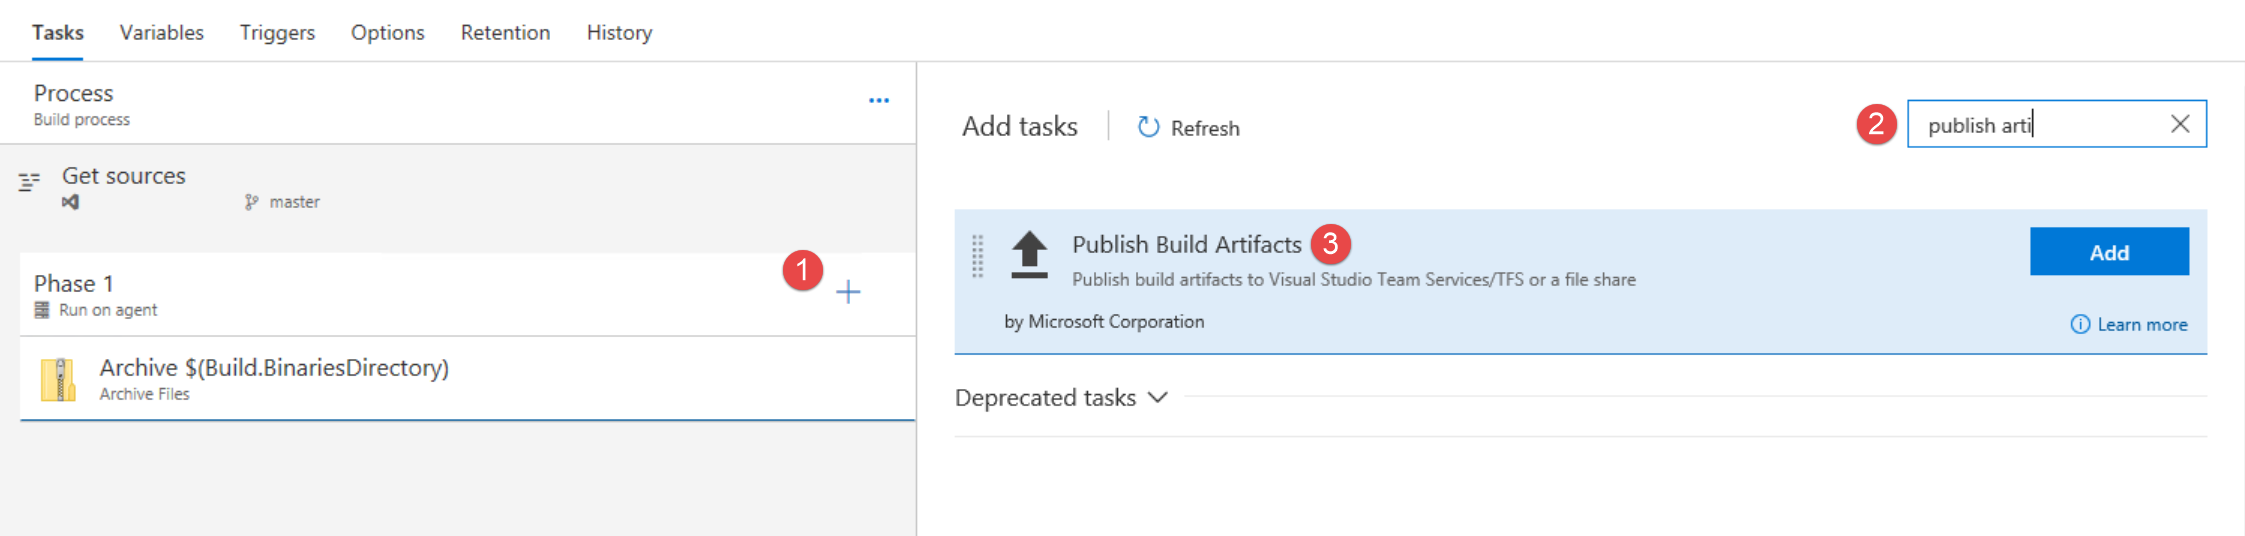 Tasks Variables Triggers Options Retention History
Process
Build process
Get sources
master
Phase 1
1
Run on agent
Archive $(Build.BinariesDirectory)
Archive Files
Add tasks Refresh
2 publish arti
Publish Build Artifacts 3
Add
Publish build artifacts to Visual Studio Team Services/TFS or a file share
by Microsoft Corporation
Learn more
Deprecated tasks